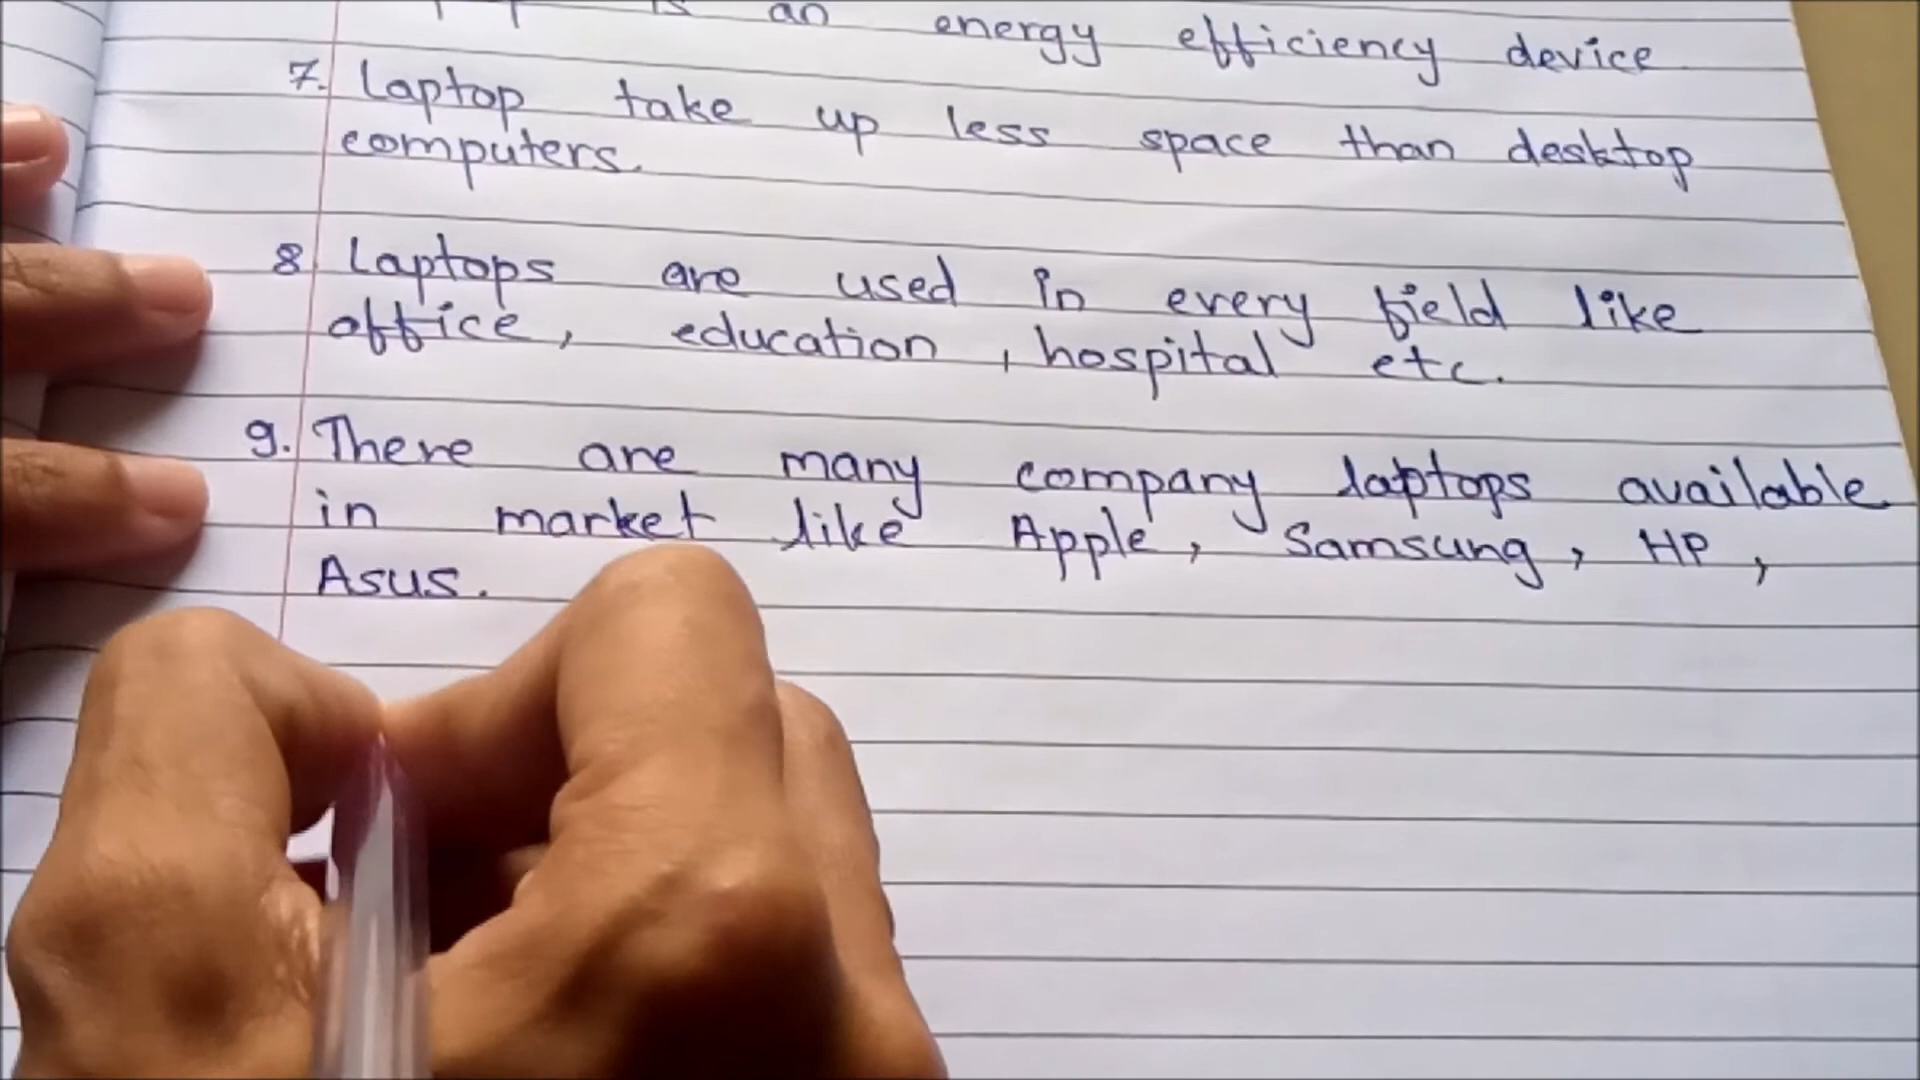 is an energy efficiency device
7. Laptop take up less space than desktop
computers.
8 Laptops are used in every field like
office, education, hospital etc.
9. There are many company laptops available
in market like Apple, Samsung, HP,
Asus.